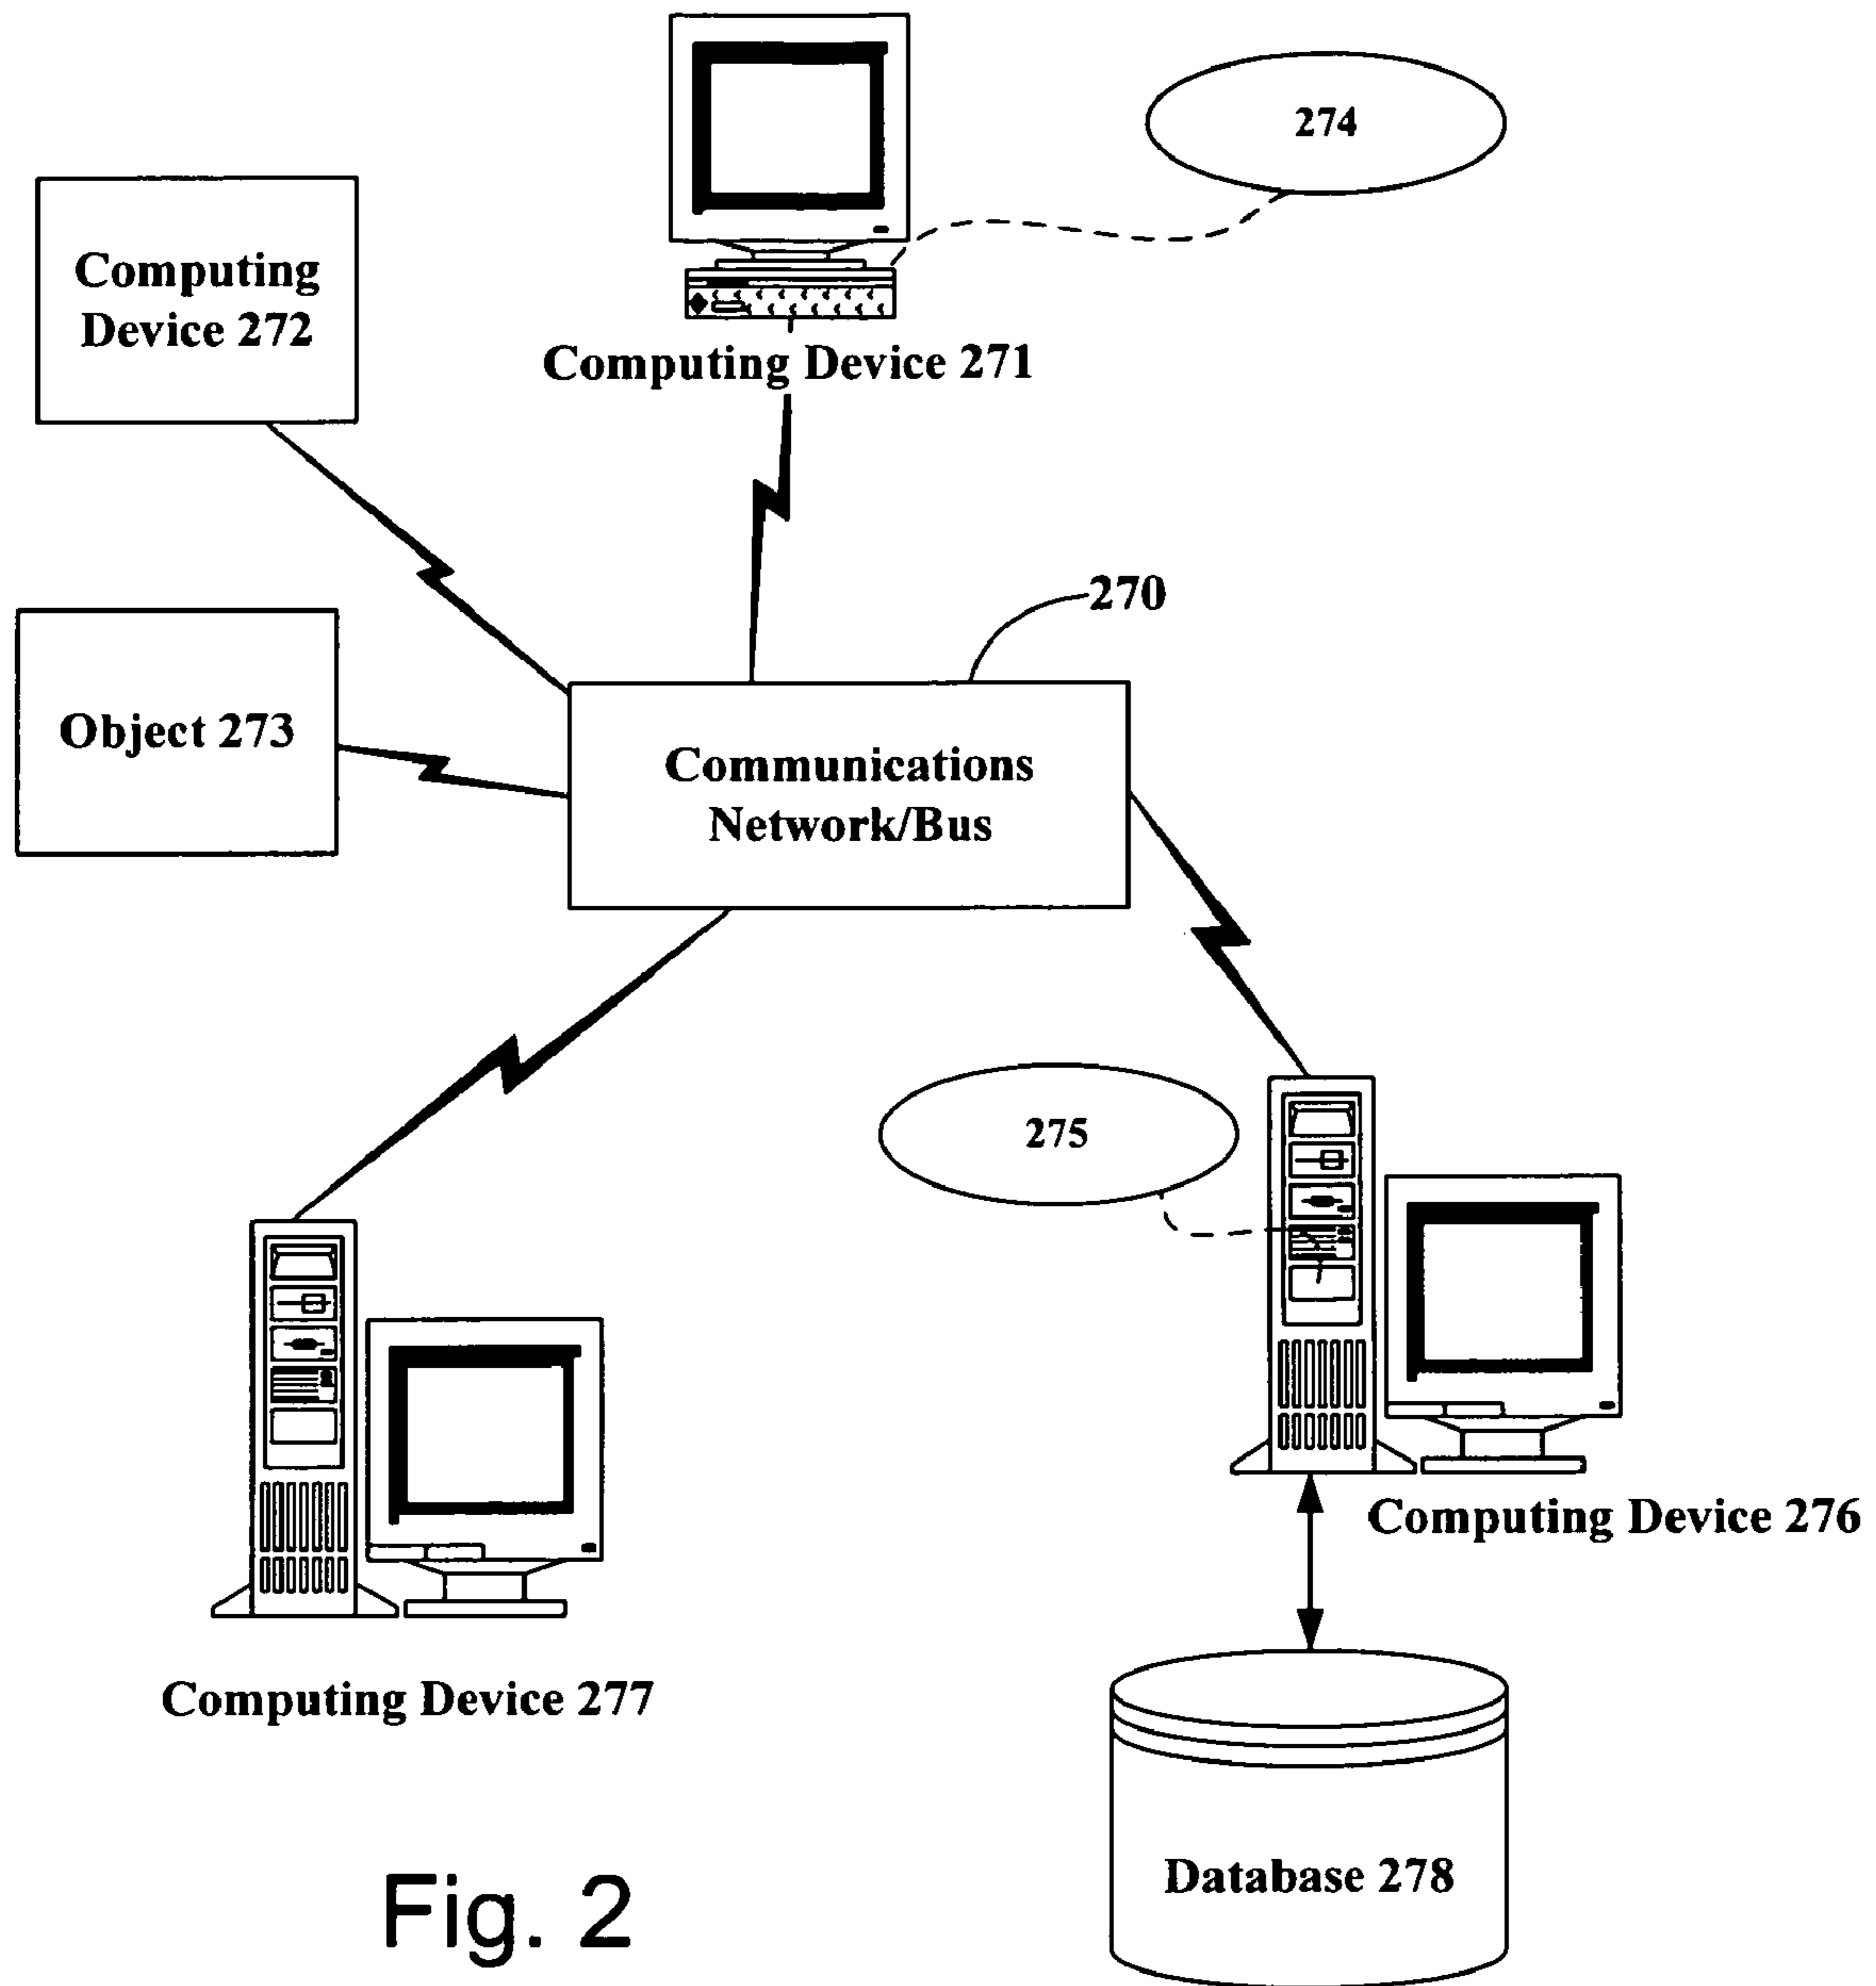 274
Computing
Device 272
Computing Device 271
270
Object 273
Communications
Network/Bus
275
Computing Device 276
Computing Device 277
Database 278
Fig. 2